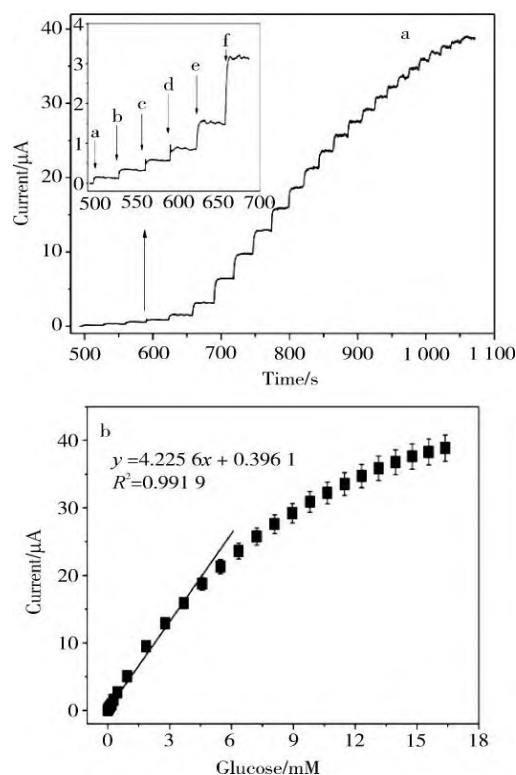 a
4
3
2
1
0
a
b
c
d
e
f
500 550 600 650 700
40
30
20
10
0
Current/μA
500 600 700 800 900 1 000 1 100
Time/s
b
y=4.225 6x + 0.396 1
R²=0.991 9
40
30
20
10
0
Current/μA
0 3 6 9 12 15 18
Glucose/mM